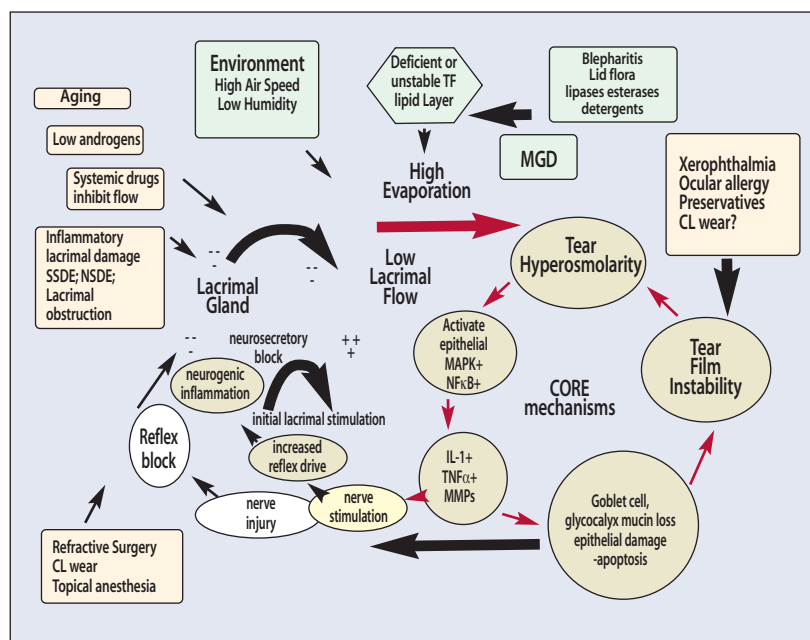 Environment
High Air Speed
Low Humidity
Deficient or
unstable TF
lipid Layer
Blepharitis
Lid flora
lipases esterases
detergents
Aging
Low androgens
Systemic drugs
inhibit flow
Inflammatory
lacrimal damage
SSDE; NSDE;
Lacrimal
obstruction
High
Evaporation
MGD
Xerophthalmia
Ocular allergy
Preservatives
CL wear?
-- 
-
Lacrimal
Gland
--
-
Low
Lacrimal
Flow
Tear
Hyperosmolarity
Activate
epithelial
MAPK+
NFκB+
Tear
Film
Instability
CORE
mechanisms
--
-
neurosecretory
block
++
+
neurogenic
inflammation
initial lacrimal stimulation
Reflex
block
increased
reflex drive
IL-1+
TNFα+
MMPs
nerve
injury
nerve
stimulation
Goblet cell,
glycocalyx mucin loss
epithelial damage
-apoptosis
Refractive Surgery
CL wear
Topical anesthesia